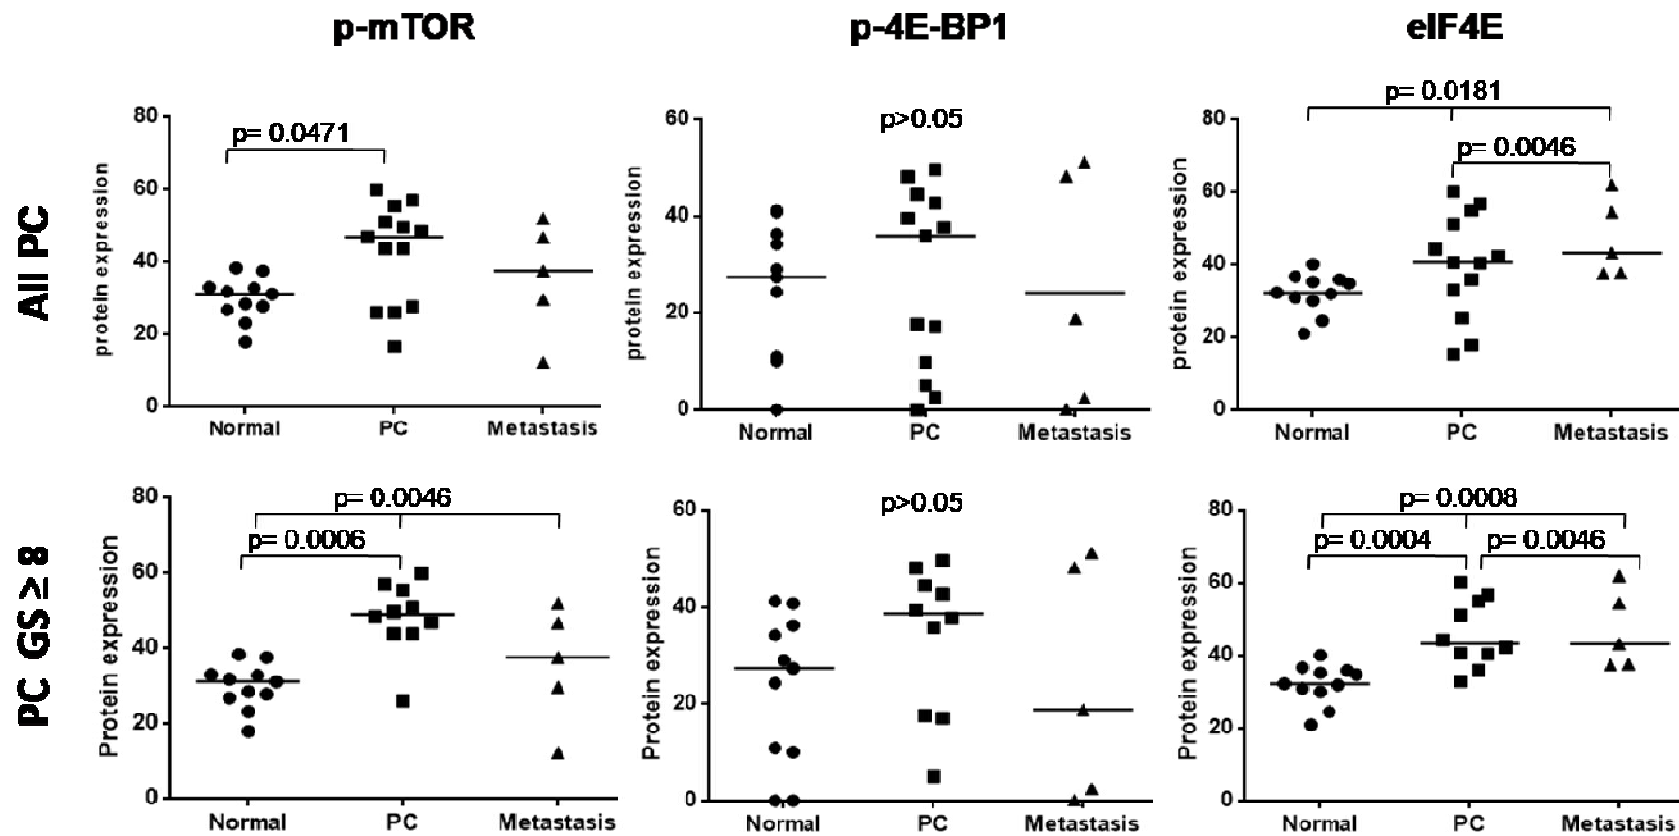 p-mTOR
p-4E-BP1
eIF4E
All PC
protein expression
80
60
40
20
0
p= 0.0471
Normal
PC
Metastasis
protein expression
60
40
20
0
p>0.05
Normal
PC
Metastasis
protein expression
80
60
40
20
0
p= 0.0181
p= 0.0046
Normal
PC
Metastasis
PC GS ≥ 8
Protein expression
80
60
40
20
0
p= 0.0046
p= 0.0006
Normal
PC
Metastasis
Protein expression
60
40
20
0
p>0.05
Normal
PC
Metastasis
Protein expression
80
60
40
20
0
p= 0.0008
p= 0.0004
p= 0.0046
Normal
PC
Metastasis